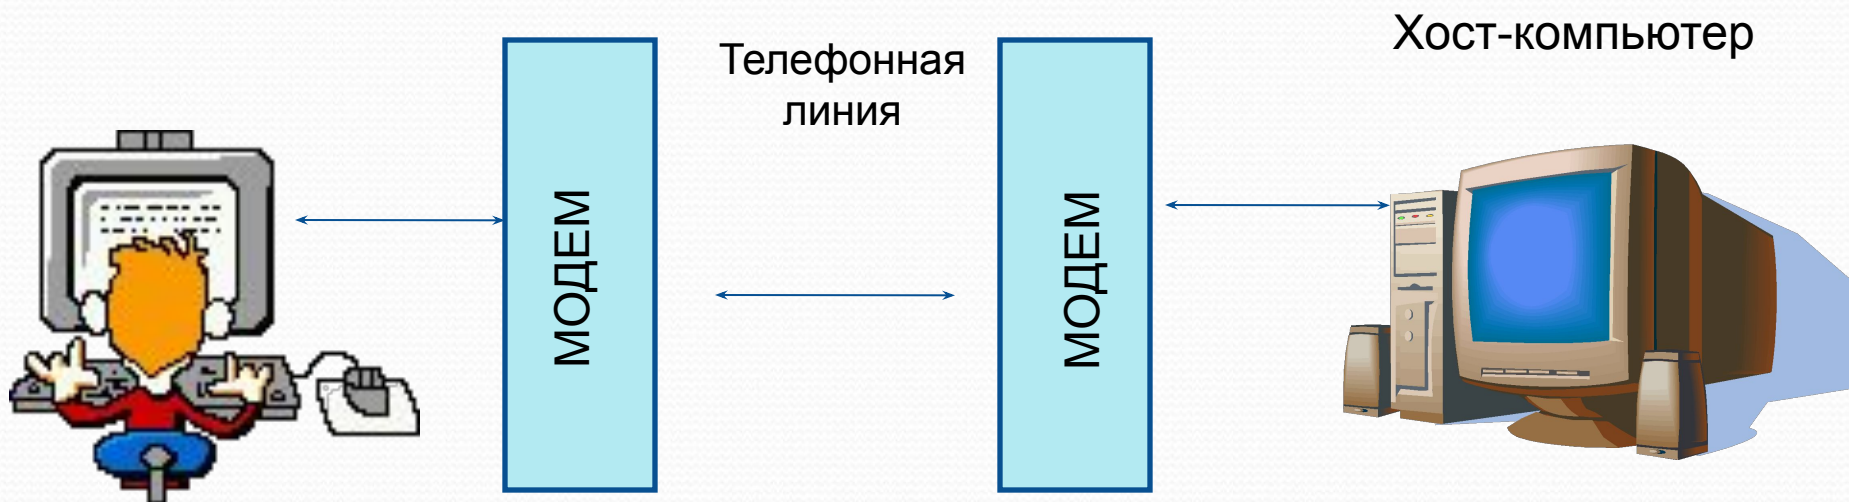 МОДЕМ
Телефонная
линия
МОДЕМ
Хост-компьютер